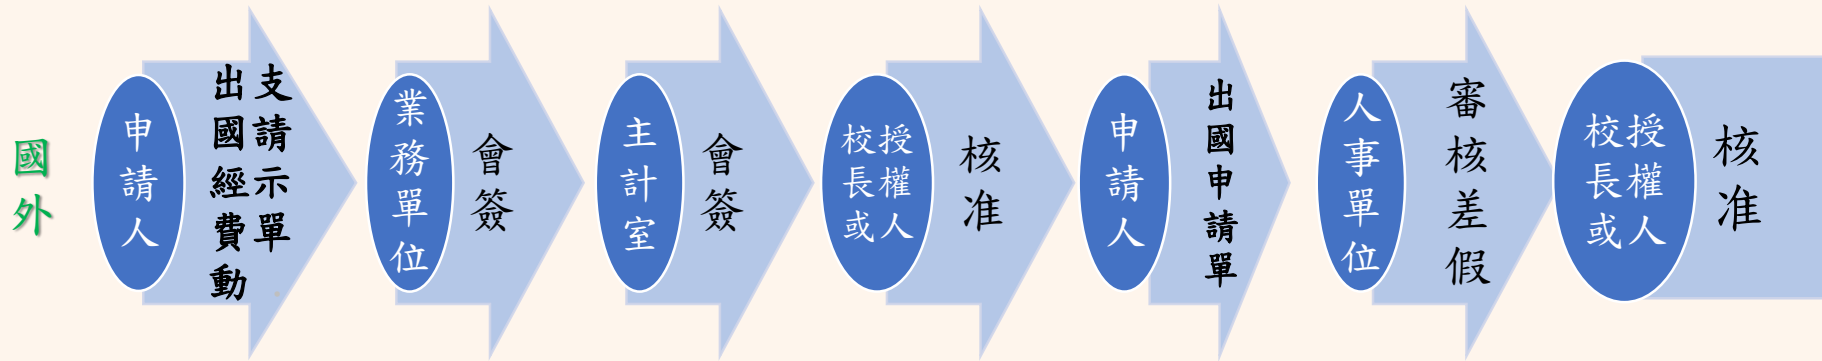 國外
申請人
出國經費動
支請示單
業務單位
會簽
主計室
會簽
校長或
授權人
核准
申請人
出國申請單
人事單位
審核差假
校長或
授權人
核准